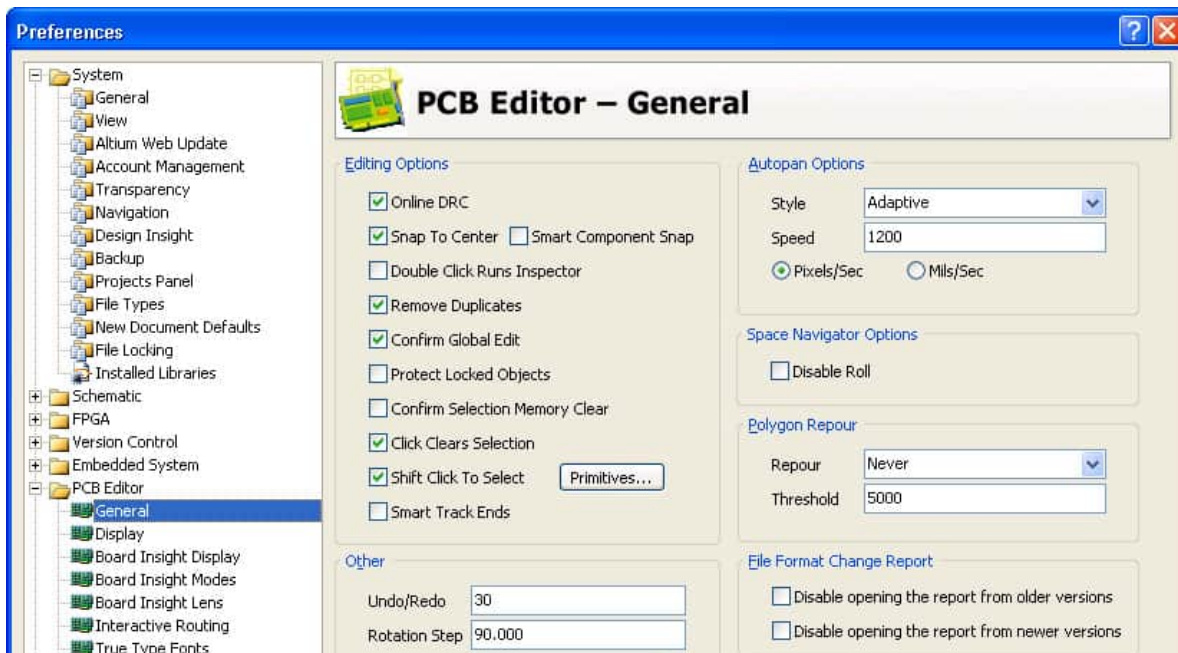 Preferences
System
General
View
Altium Web Update
Account Management
Transparency
Navigation
Design Insight
Backup
Projects Panel
File Types
New Document Defaults
File Locking
Installed Libraries
Schematic
FPGA
Version Control
Embedded System
PCB Editor
General
Display
Board Insight Display
Board Insight Modes
Board Insight Lens
Interactive Routing
True Type Fonts
PCB Editor – General
Editing Options
Online DRC
Snap To Center Smart Component Snap
Double Click Runs Inspector
Remove Duplicates
Confirm Global Edit
Protect Locked Objects
Confirm Selection Memory Clear
Click Clears Selection
Shift Click To Select Primitives...
Smart Track Ends
Other
Undo/Redo 30
Rotation Step 90.000
Autopan Options
Style Adaptive
Speed 1200
Pixels/Sec Mils/Sec
Space Navigator Options
Disable Roll
Polygon Repour
Repour Never
Threshold 5000
File Format Change Report
Disable opening the report from older versions
Disable opening the report from newer versions